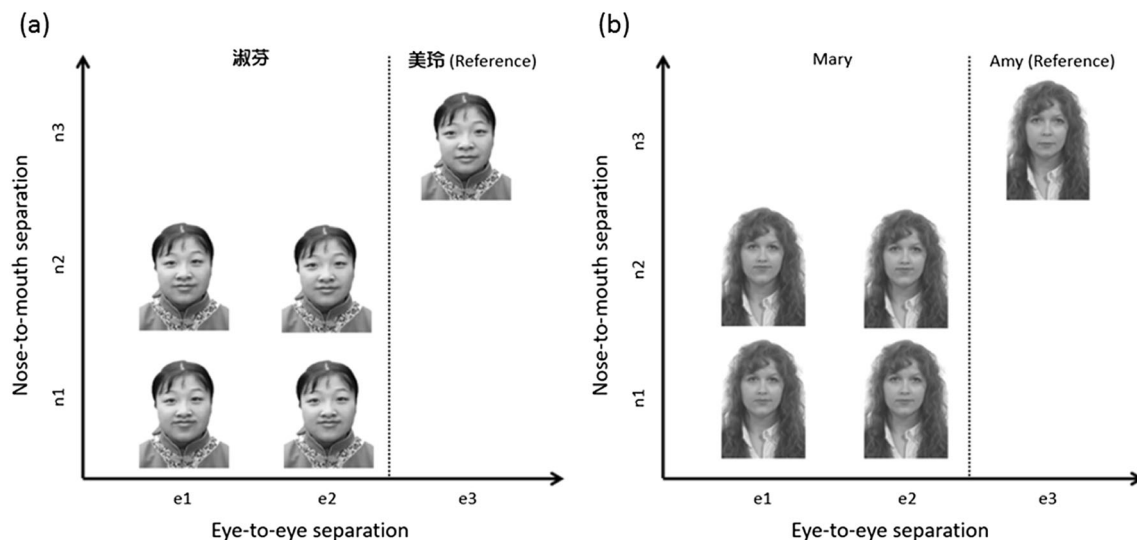 (a)
淑芬
美玲 (Reference)
Nose-to-mouth separation
n3
n2
n1
e1
e2
e3
Eye-to-eye separation
(b)
Mary
Amy (Reference)
Nose-to-mouth separation
n3
n2
n1
e1
e2
e3
Eye-to-eye separation